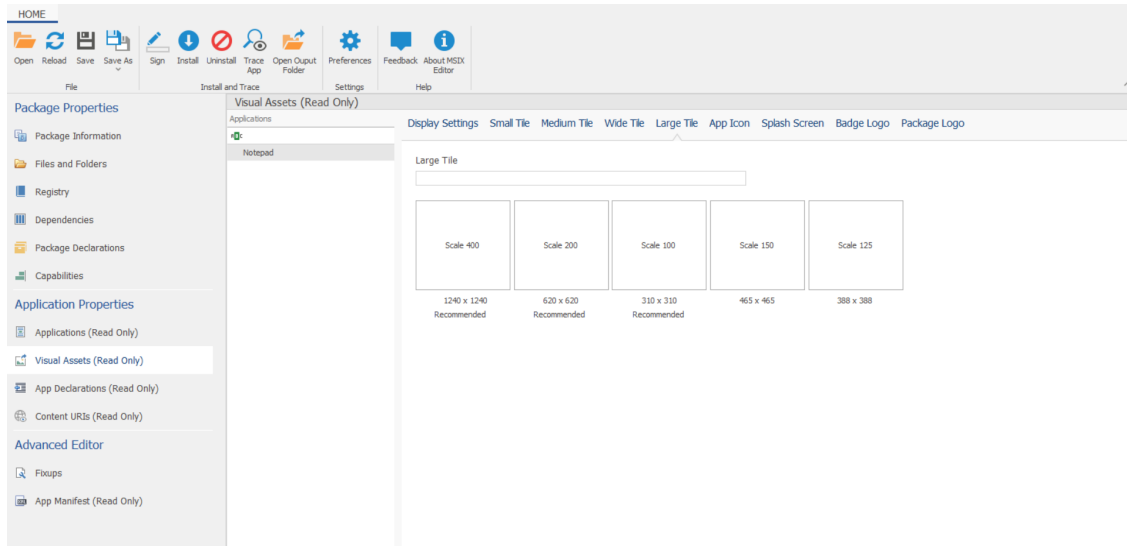 HOME
Open Reload Save Save As Sign Install Uninstall Trace App Open Ouput Folder Preferences Feedback About MSIX Editor
File Install and Trace Settings Help
Package Properties
Package Information
Files and Folders
Registry
Dependencies
Package Declarations
Capabilities
Application Properties
Applications (Read Only)
Visual Assets (Read Only)
App Declarations (Read Only)
Content URIs (Read Only)
Advanced Editor
Fixups
App Manifest (Read Only)
Visual Assets (Read Only)
Applications
Notepad
Display Settings Small Tile Medium Tile Wide Tile Large Tile App Icon Splash Screen Badge Logo Package Logo
Large Tile
Scale 400 Scale 200 Scale 100 Scale 150 Scale 125
1240 x 1240 620 x 620 310 x 310 465 x 465 388 x 388
Recommended Recommended Recommended